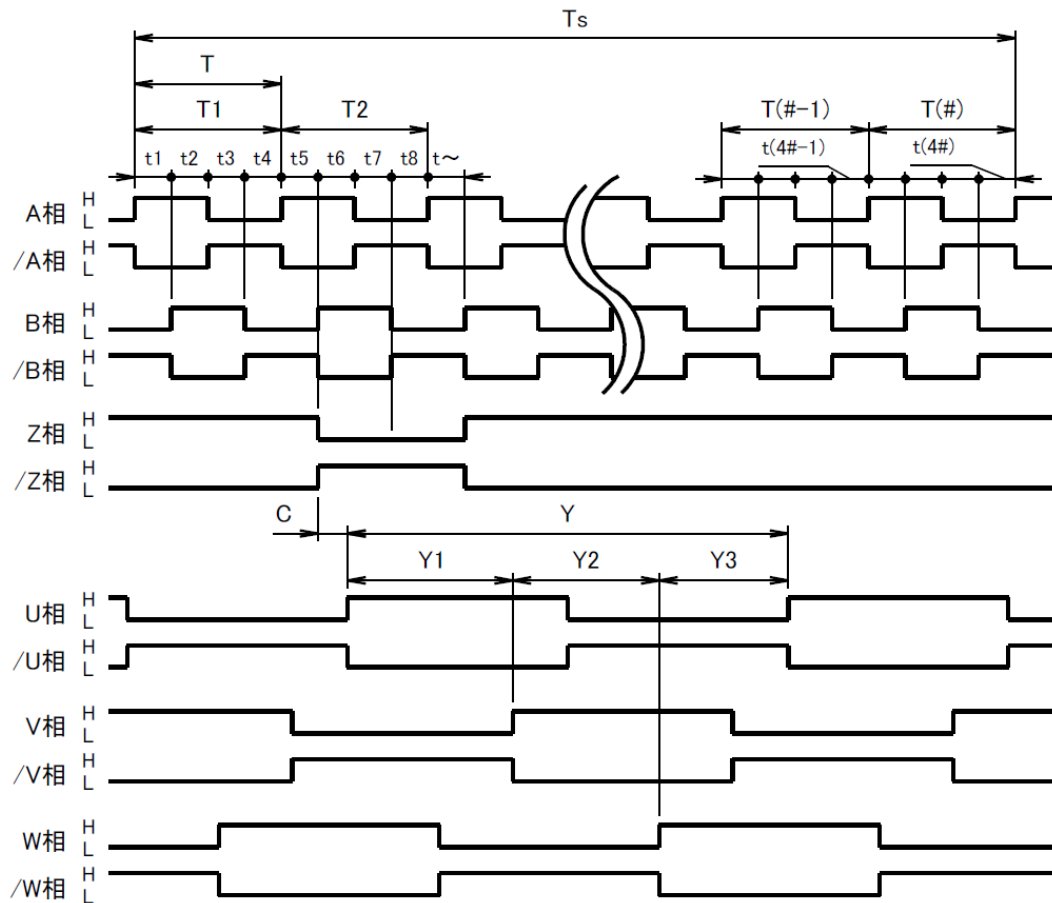 Ts
T
T1 T2 T(#-1) T(#)
t1 t2 t3 t4 t5 t6 t7 t8 t～ t(4#-1) t(4#)
A相 H L
/A相 H L
B相 H L
/B相 H L
Z相 H L
/Z相 H L
C Y
Y1 Y2 Y3
U相 H L
/U相 H L
V相 H L
/V相 H L
W相 H L
/W相 H L